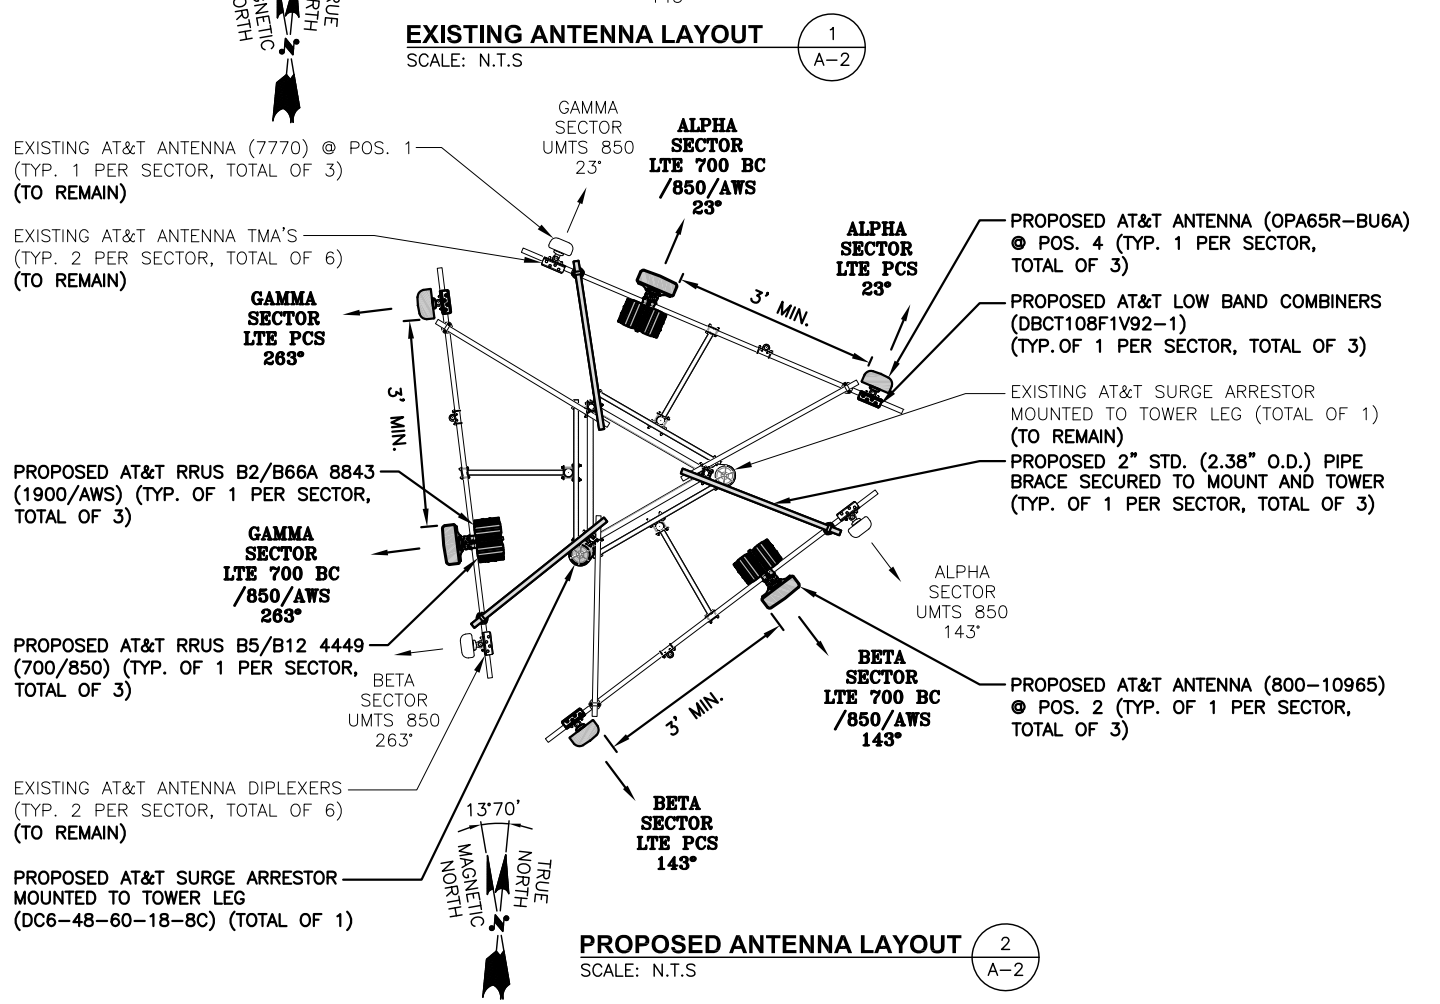 EXISTING ANTENNA LAYOUT
SCALE: N.T.S
1
A-2
MAGNETIC
NORTH
TRUE
NORTH
N
EXISTING AT&T ANTENNA (7770) @ POS. 1
(TYP. 1 PER SECTOR, TOTAL OF 3)
(TO REMAIN)
EXISTING AT&T ANTENNA TMA'S
(TYP. 2 PER SECTOR, TOTAL OF 6)
(TO REMAIN)
GAMMA
SECTOR
UMTS 850
23°
ALPHA
SECTOR
LTE 700 BC
/850/AWS
23°
ALPHA
SECTOR
LTE PCS
23°
3' MIN.
PROPOSED AT&T ANTENNA (OPA65R-BU6A)
@ POS. 4 (TYP. 1 PER SECTOR,
TOTAL OF 3)
PROPOSED AT&T LOW BAND COMBINERS
(DBCT108F1V92-1)
(TYP.OF 1 PER SECTOR, TOTAL OF 3)
EXISTING AT&T SURGE ARRESTOR
MOUNTED TO TOWER LEG (TOTAL OF 1)
(TO REMAIN)
PROPOSED 2" STD. (2.38" O.D.) PIPE
BRACE SECURED TO MOUNT AND TOWER
(TYP. OF 1 PER SECTOR, TOTAL OF 3)
GAMMA
SECTOR
LTE PCS
263°
3' MIN.
PROPOSED AT&T RRUS B2/B66A 8843
(1900/AWS) (TYP. OF 1 PER SECTOR,
TOTAL OF 3)
GAMMA
SECTOR
LTE 700 BC
/850/AWS
263°
PROPOSED AT&T RRUS B5/B12 4449
(700/850) (TYP. OF 1 PER SECTOR,
TOTAL OF 3)
BETA
SECTOR
UMTS 850
263°
ALPHA
SECTOR
UMTS 850
143°
BETA
SECTOR
LTE 700 BC
/850/AWS
143°
3' MIN.
PROPOSED AT&T ANTENNA (800-10965)
@ POS. 2 (TYP. OF 1 PER SECTOR,
TOTAL OF 3)
BETA
SECTOR
LTE PCS
143°
EXISTING AT&T ANTENNA DIPLEXERS
(TYP. 2 PER SECTOR, TOTAL OF 6)
(TO REMAIN)
PROPOSED AT&T SURGE ARRESTOR
MOUNTED TO TOWER LEG
(DC6-48-60-18-8C) (TOTAL OF 1)
13°70'
MAGNETIC
NORTH
TRUE
NORTH
N
PROPOSED ANTENNA LAYOUT
SCALE: N.T.S
2
A-2